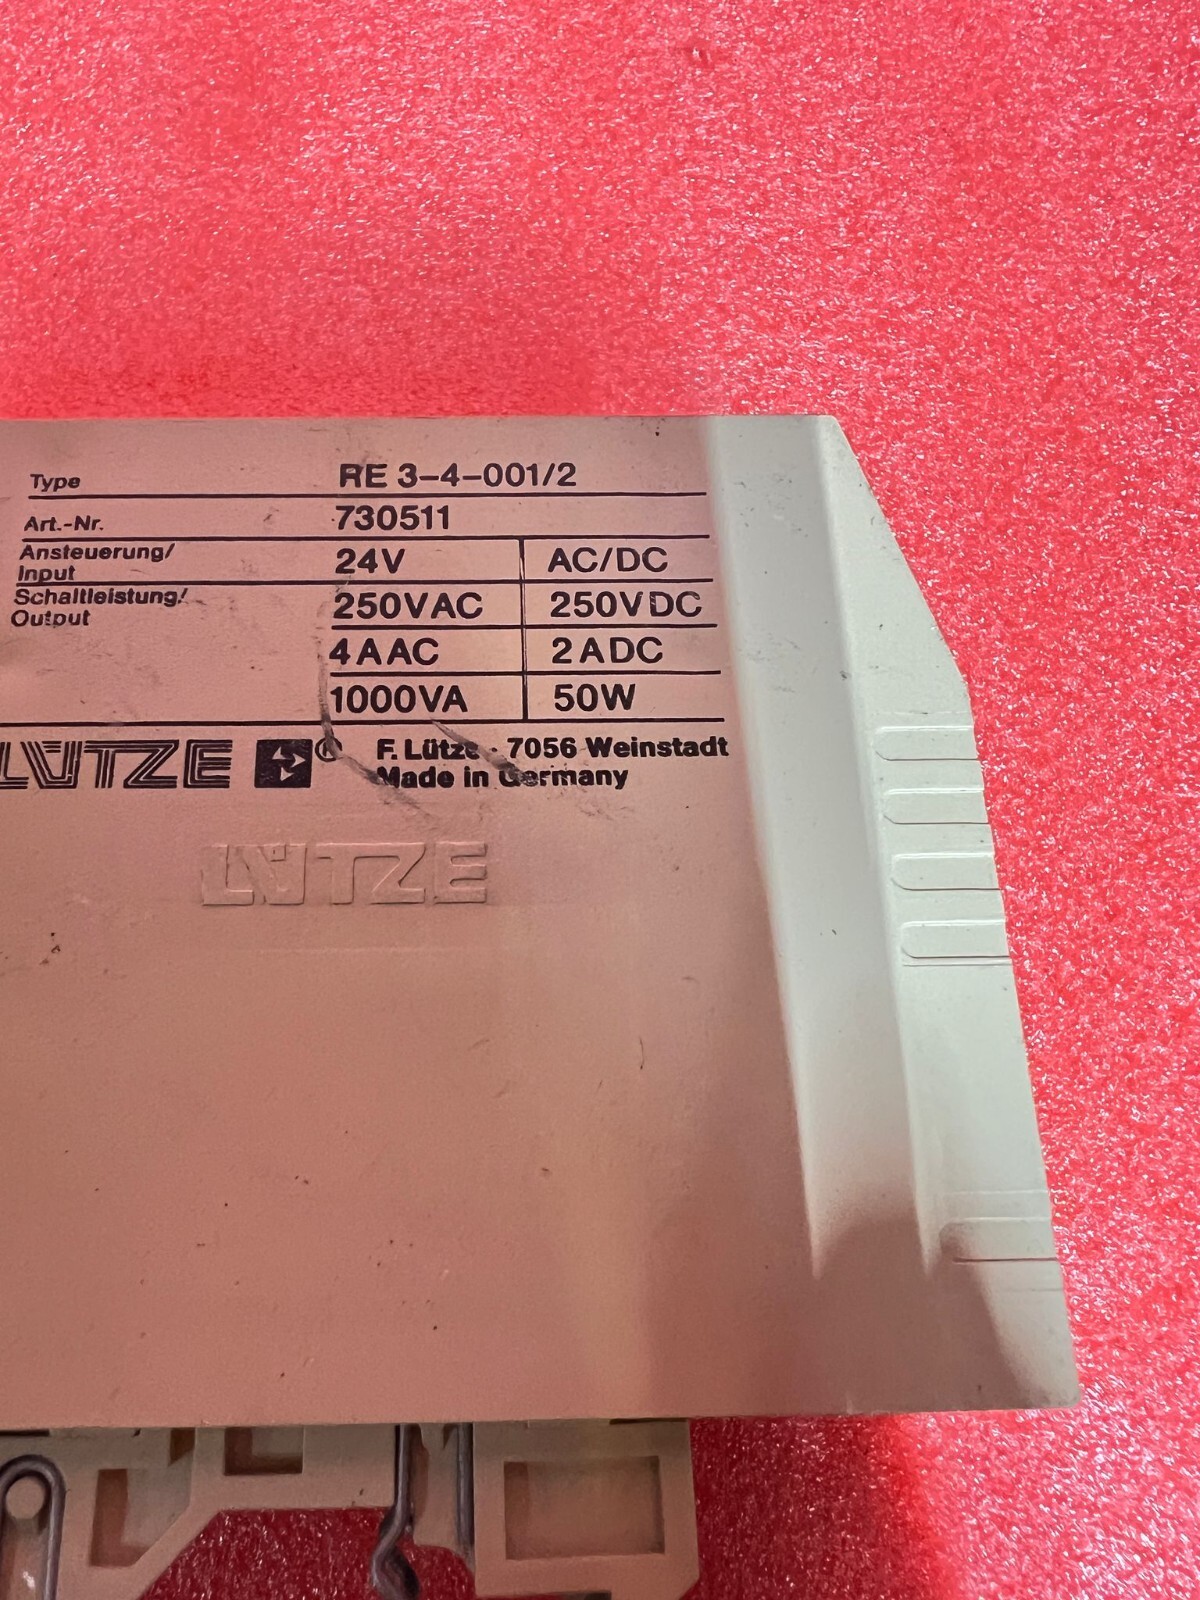 Type RE 3-4-001/2
Art.-Nr. 730511
Ansteuerung/
Input 24V AC/DC
Schaltleistung/
Output 250VAC 250VDC
4AAC 2ADC
1000VA 50W
LÜTZE ® F. Lütze · 7056 Weinstadt
Made in Germany
LÜTZE